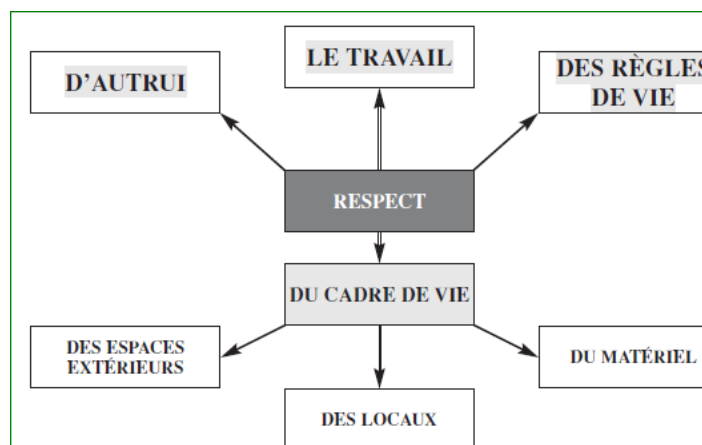 LE TRAVAIL
D'AUTRUI
DES RÈGLES
DE VIE
RESPECT
DU CADRE DE VIE
DES ESPACES
EXTÉRIEURS
DU MATÉRIEL
DES LOCAUX